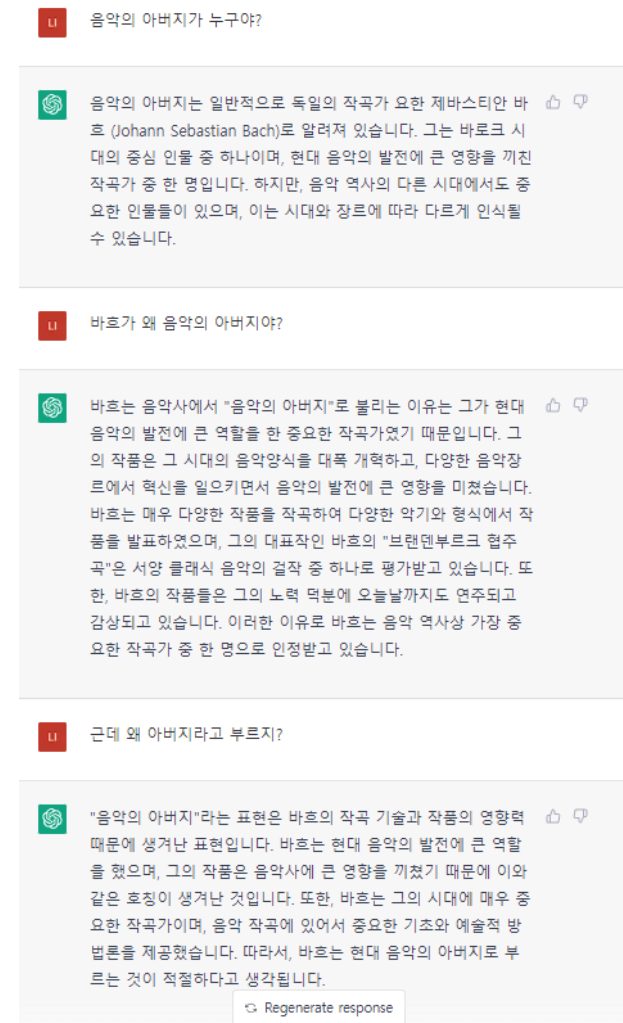 LI
음악의 아버지가 누구야?
음악의 아버지는 일반적으로 독일의 작곡가 요한 제바스티안 바
흐 (Johann Sebastian Bach)로 알려져 있습니다. 그는 바로크 시
대의 중심 인물 중 하나이며, 현대 음악의 발전에 큰 영향을 끼친
작곡가 중 한 명입니다. 하지만, 음악 역사의 다른 시대에서도 중
요한 인물들이 있으며, 이는 시대와 장르에 따라 다르게 인식될
수 있습니다.
LI
바흐가 왜 음악의 아버지야?
바흐는 음악사에서 "음악의 아버지"로 불리는 이유는 그가 현대
음악의 발전에 큰 역할을 한 중요한 작곡가였기 때문입니다. 그
의 작품은 그 시대의 음악양식을 대폭 개혁하고, 다양한 음악장
르에서 혁신을 일으키면서 음악의 발전에 큰 영향을 미쳤습니다.
바흐는 매우 다양한 작품을 작곡하여 다양한 악기와 형식에서 작
품을 발표하였으며, 그의 대표작인 바흐의 "브랜덴부르크 협주
곡"은 서양 클래식 음악의 걸작 중 하나로 평가받고 있습니다. 또
한, 바흐의 작품들은 그의 노력 덕분에 오늘날까지도 연주되고
감상되고 있습니다. 이러한 이유로 바흐는 음악 역사상 가장 중
요한 작곡가 중 한 명으로 인정받고 있습니다.
LI
근데 왜 아버지라고 부르지?
"음악의 아버지"라는 표현은 바흐의 작곡 기술과 작품의 영향력
때문에 생겨난 표현입니다. 바흐는 현대 음악의 발전에 큰 역할
을 했으며, 그의 작품은 음악사에 큰 영향을 끼쳤기 때문에 이와
같은 호칭이 생겨난 것입니다. 또한, 바흐는 그의 시대에 매우 중
요한 작곡가이며, 음악 작곡에 있어서 중요한 기초와 예술적 방
법론을 제공했습니다. 따라서, 바흐는 현대 음악의 아버지로 부
르는 것이 적절하다고 생각됩니다.
Regenerate response